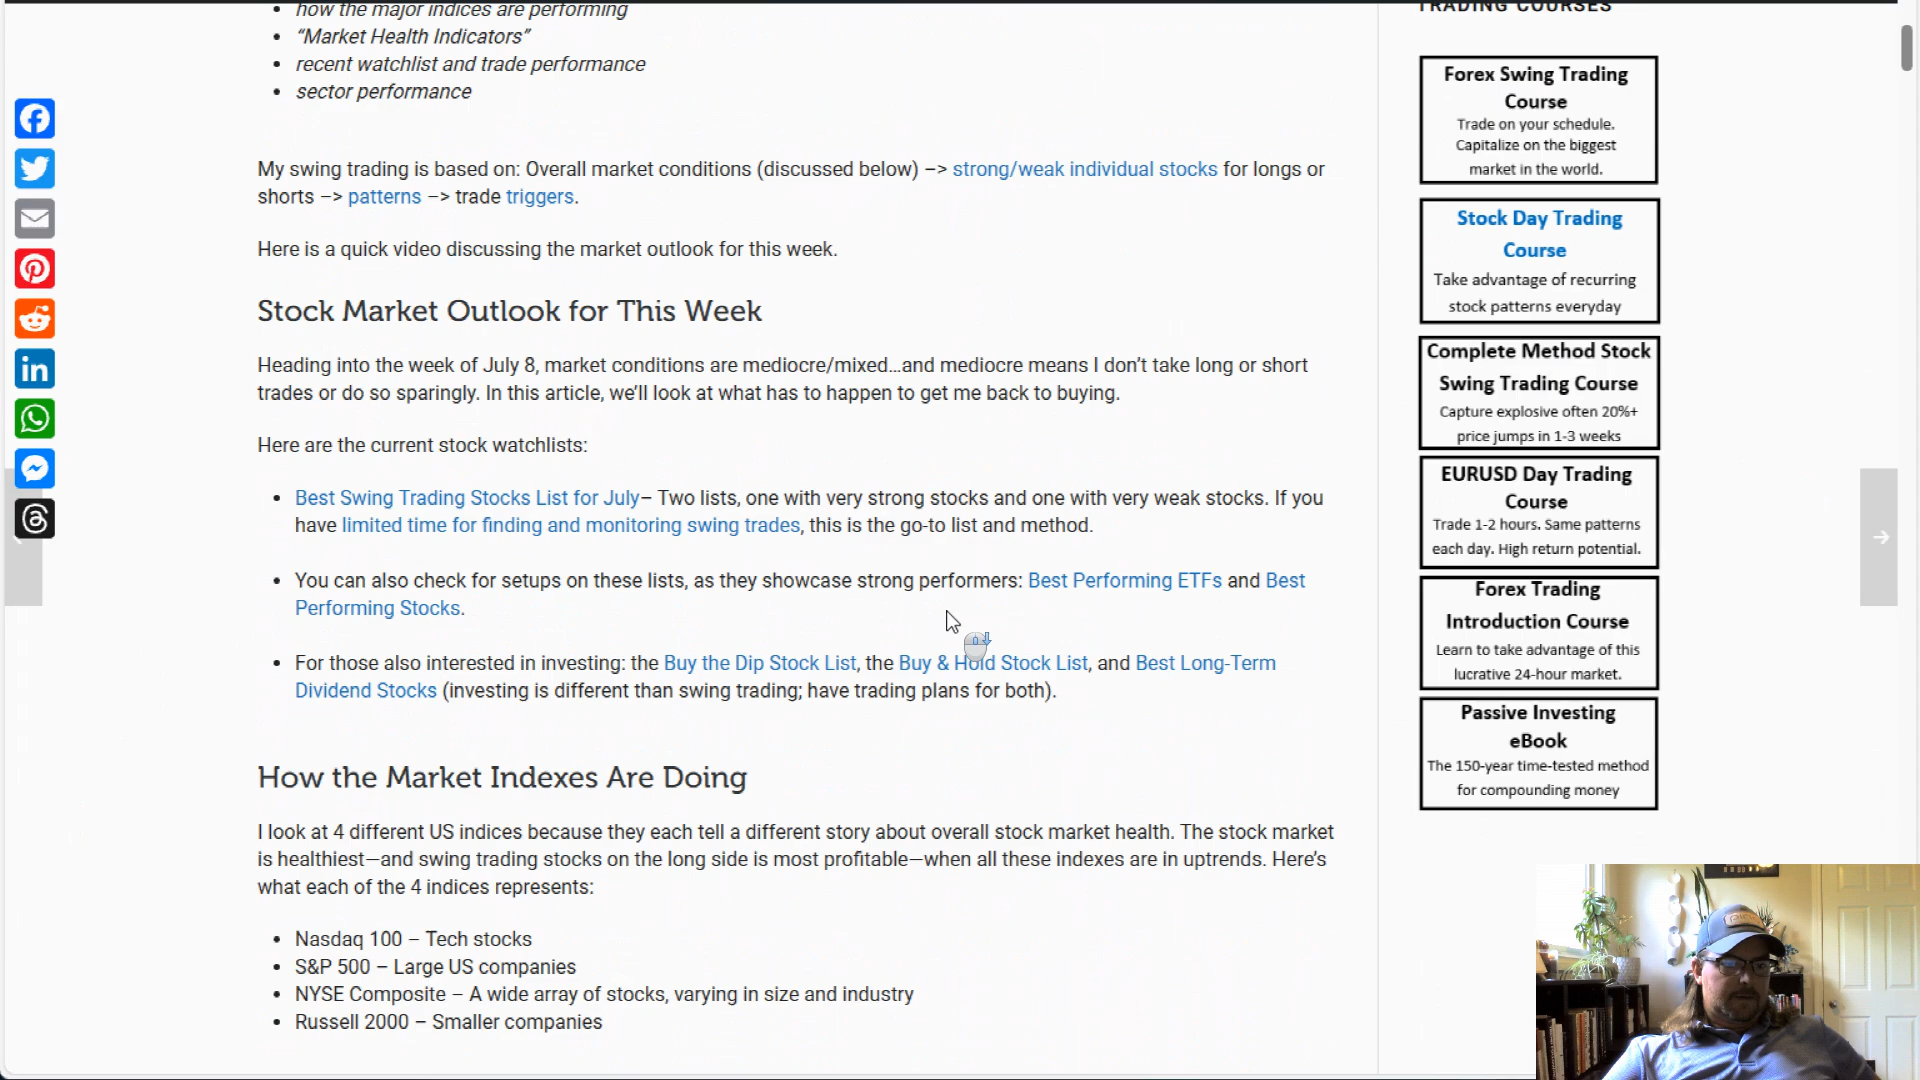 how the major indices are performing
“Market Health Indicators”
recent watchlist and trade performance
sector performance
My swing trading is based on: Overall market conditions (discussed below) –> strong/weak individual stocks for longs or
shorts –> patterns –> trade triggers.
Here is a quick video discussing the market outlook for this week.
Stock Market Outlook for This Week
Heading into the week of July 8, market conditions are mediocre/mixed…and mediocre means I don’t take long or short
trades or do so sparingly. In this article, we’ll look at what has to happen to get me back to buying.
Here are the current stock watchlists:
Best Swing Trading Stocks List for July– Two lists, one with very strong stocks and one with very weak stocks. If you
have limited time for finding and monitoring swing trades, this is the go-to list and method.
You can also check for setups on these lists, as they showcase strong performers: Best Performing ETFs and Best
Performing Stocks.
For those also interested in investing: the Buy the Dip Stock List, the Buy & Hold Stock List, and Best Long-Term
Dividend Stocks (investing is different than swing trading; have trading plans for both).
How the Market Indexes Are Doing
I look at 4 different US indices because they each tell a different story about overall stock market health. The stock market
is healthiest—and swing trading stocks on the long side is most profitable—when all these indexes are in uptrends. Here’s
what each of the 4 indices represents:
Nasdaq 100 – Tech stocks
S&P 500 – Large US companies
NYSE Composite – A wide array of stocks, varying in size and industry
Russell 2000 – Smaller companies
TRADING COURSES
Forex Swing Trading
Course
Trade on your schedule.
Capitalize on the biggest
market in the world.
Stock Day Trading
Course
Take advantage of recurring
stock patterns everyday
Complete Method Stock
Swing Trading Course
Capture explosive often 20%+
price jumps in 1-3 weeks
EURUSD Day Trading
Course
Trade 1-2 hours. Same patterns
each day. High return potential.
Forex Trading
Introduction Course
Learn to take advantage of this
lucrative 24-hour market.
Passive Investing
eBook
The 150-year time-tested method
for compounding money